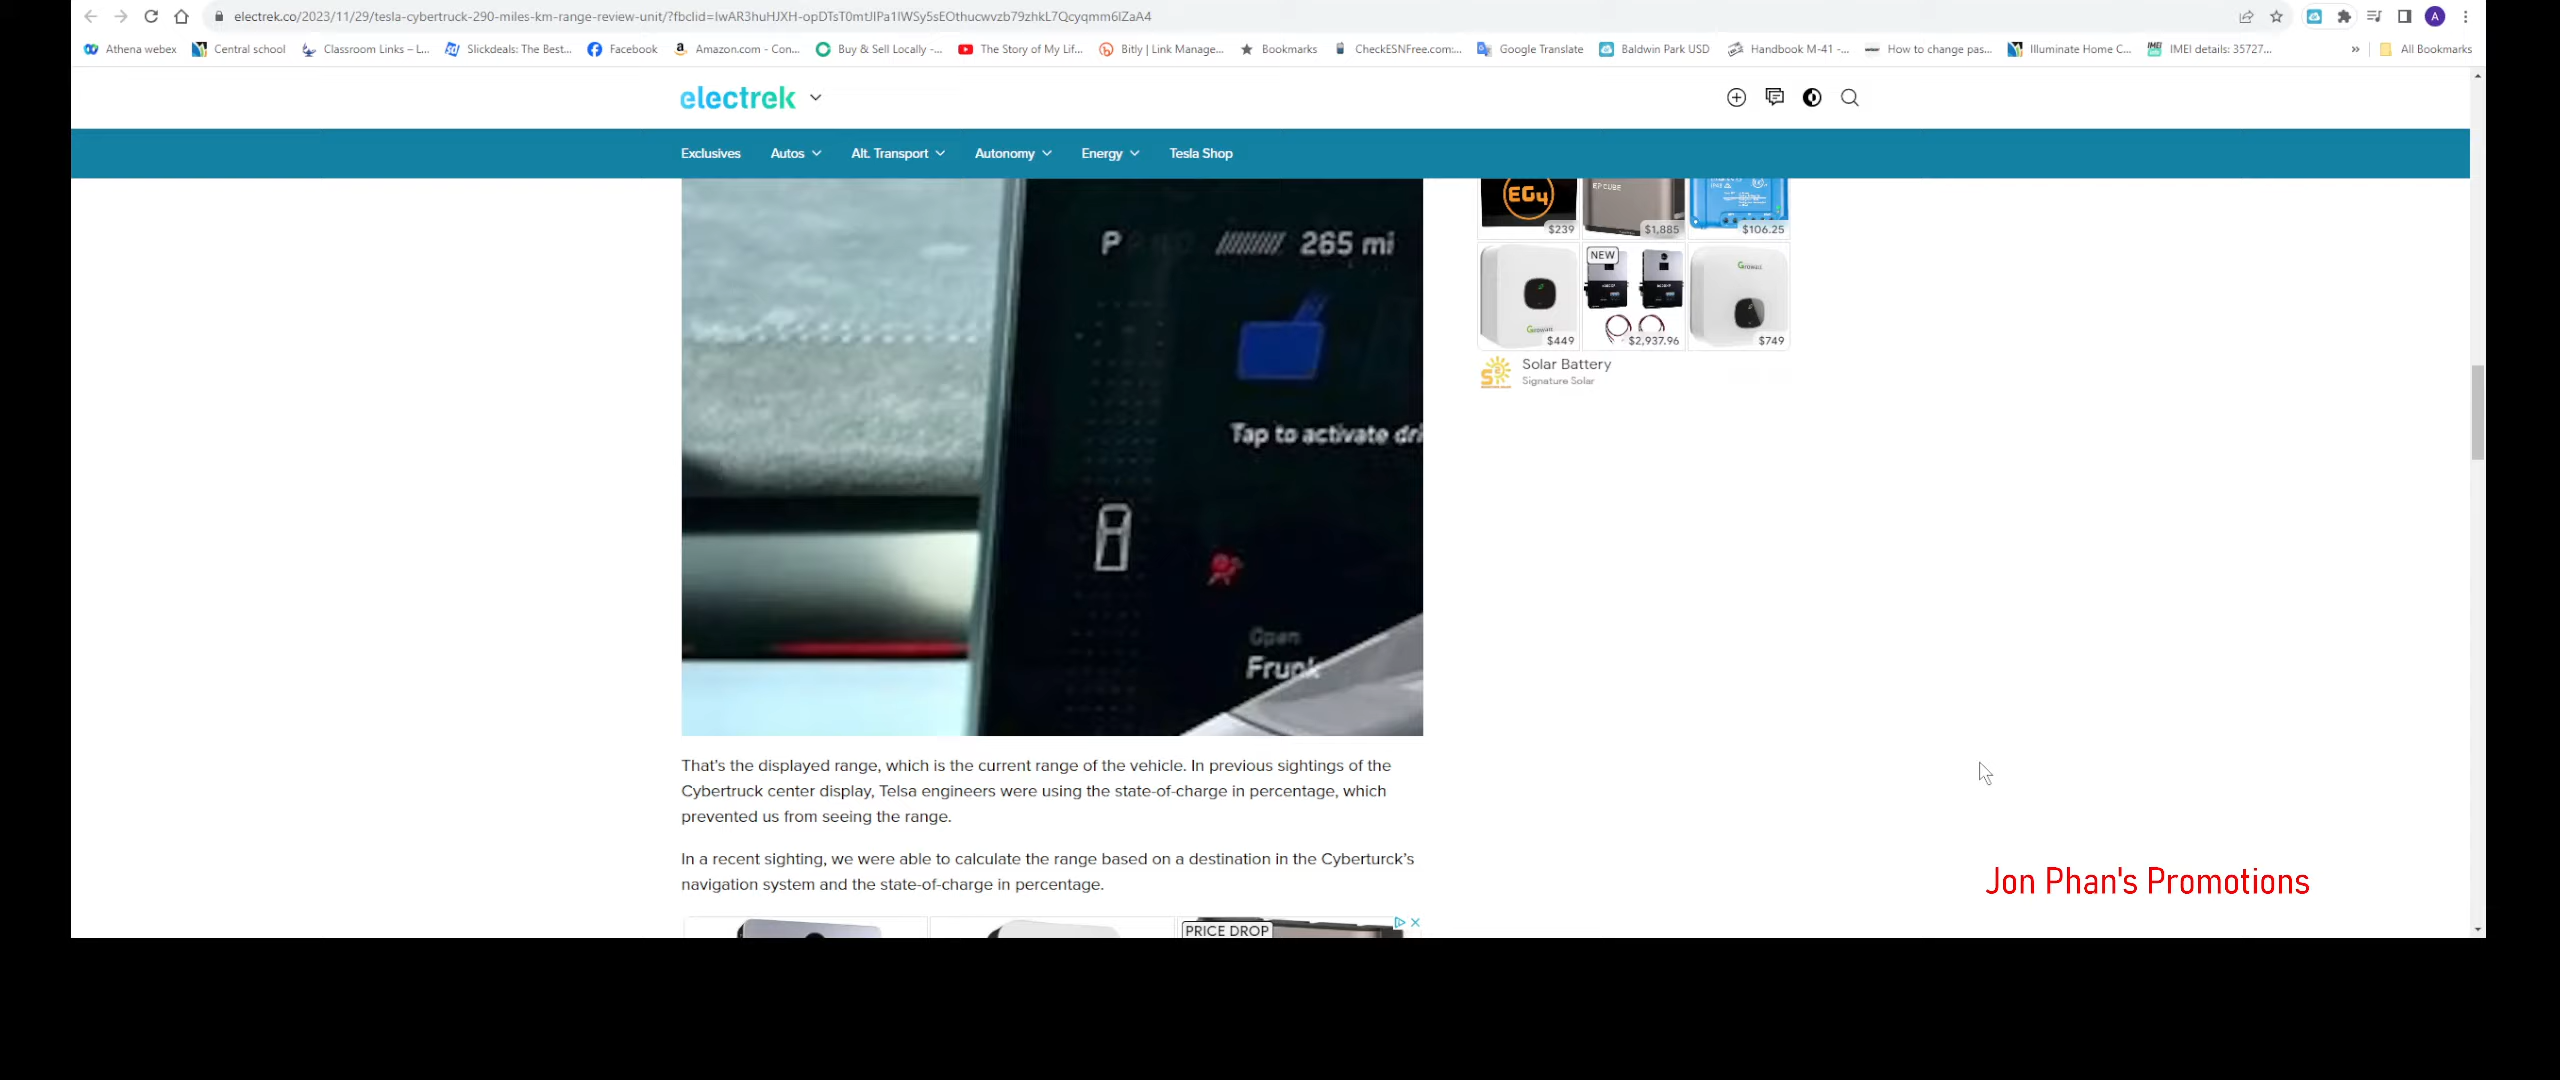 electrek.co/2023/11/29/tesla-cybertruck-290-miles-km-range-review-unit/?fbclid=IwAR3huHJXH-opDTsT0mtJlPa1IWSy5sEOthucwvzb79zhkL7Qcyqmm6lZaA4
A
Athena webex
Central school
Classroom Links – L...
Slickdeals: The Best...
Facebook
Amazon.com - Con...
Buy & Sell Locally -...
The Story of My Lif...
Bitly | Link Manage...
Bookmarks
CheckESNFree.com:...
Google Translate
Baldwin Park USD
Handbook M-41 -...
How to change pas...
Illuminate Home C...
IMEI details: 35727...
»
All Bookmarks
electrek
Exclusives
Autos
Alt. Transport
Autonomy
Energy
Tesla Shop
P
265 mi
Tap to activate dri
Open
Frunk
EG4
$239
EP CUBE
$1,885
$106.25
Growatt
$449
NEW
$2,937.96
Growatt
$749
Solar Battery
Signature Solar
That's the displayed range, which is the current range of the vehicle. In previous sightings of the
Cybertruck center display, Telsa engineers were using the state-of-charge in percentage, which
prevented us from seeing the range.
In a recent sighting, we were able to calculate the range based on a destination in the Cyberturck's
navigation system and the state-of-charge in percentage.
PRICE DROP
Jon Phan's Promotions